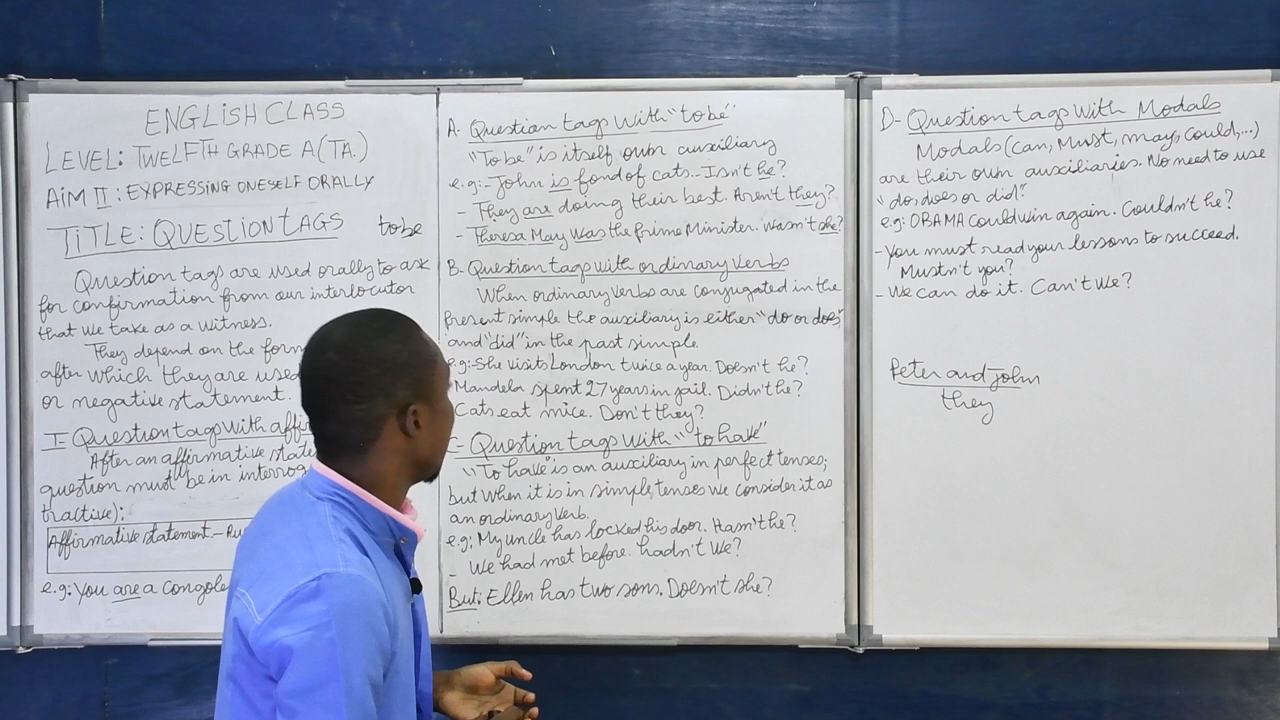 ENGLISH CLASS
LEVEL: TWELFTH GRADE A (TA.)
AIM II: EXPRESSING ONESELF ORALLY
TITLE: QUESTION TAGS
to be
Question tags are used orally to ask
for confirmation from our interlocutor
that we take as a witness.
They depend on the form
after which they are used
or negative statement.
I- Question tags with affir
After an affirmative state
question must be in interrog
tractive):
Affirmative statement. - Au
e.g: You are a congole
A- Question tags with "to be"
"To be" is itself own auxiliary
e.g: - John is fond of cats. - Isn't he?
- They are doing their best. Aren't they?
- Theresa May was the prime Minister. Wasn't she?
B- Question tags with ordinary verbs
When ordinary verbs are conjugated in the
present simple the auxiliary is either "do or does"
and "did" in the past simple
e.g: - She visits London twice a year. Doesn't he?
Mandela spent 27 years in jail. Didn't he?
Cats eat mice. Don't they?
C- Question tags with "to have"
"To have" is an auxiliary in perfect tenses;
but when it is in simple tenses we consider it as
an ordinary verb.
e.g: My uncle has locked his door. Hasn't he?
- We had met before. hadn't we?
But: Ellen has two sons. Doesn't she?
D- Question tags with Modals
Modals (can, Must, may, could,...)
are their own auxiliaries. No need to use
"do, does or did".
e.g: OBAMA could win again. Couldn't he?
- You must read your lessons to succeed.
Mustn't you?
- We can do it. Can't we?
Peter and John
they